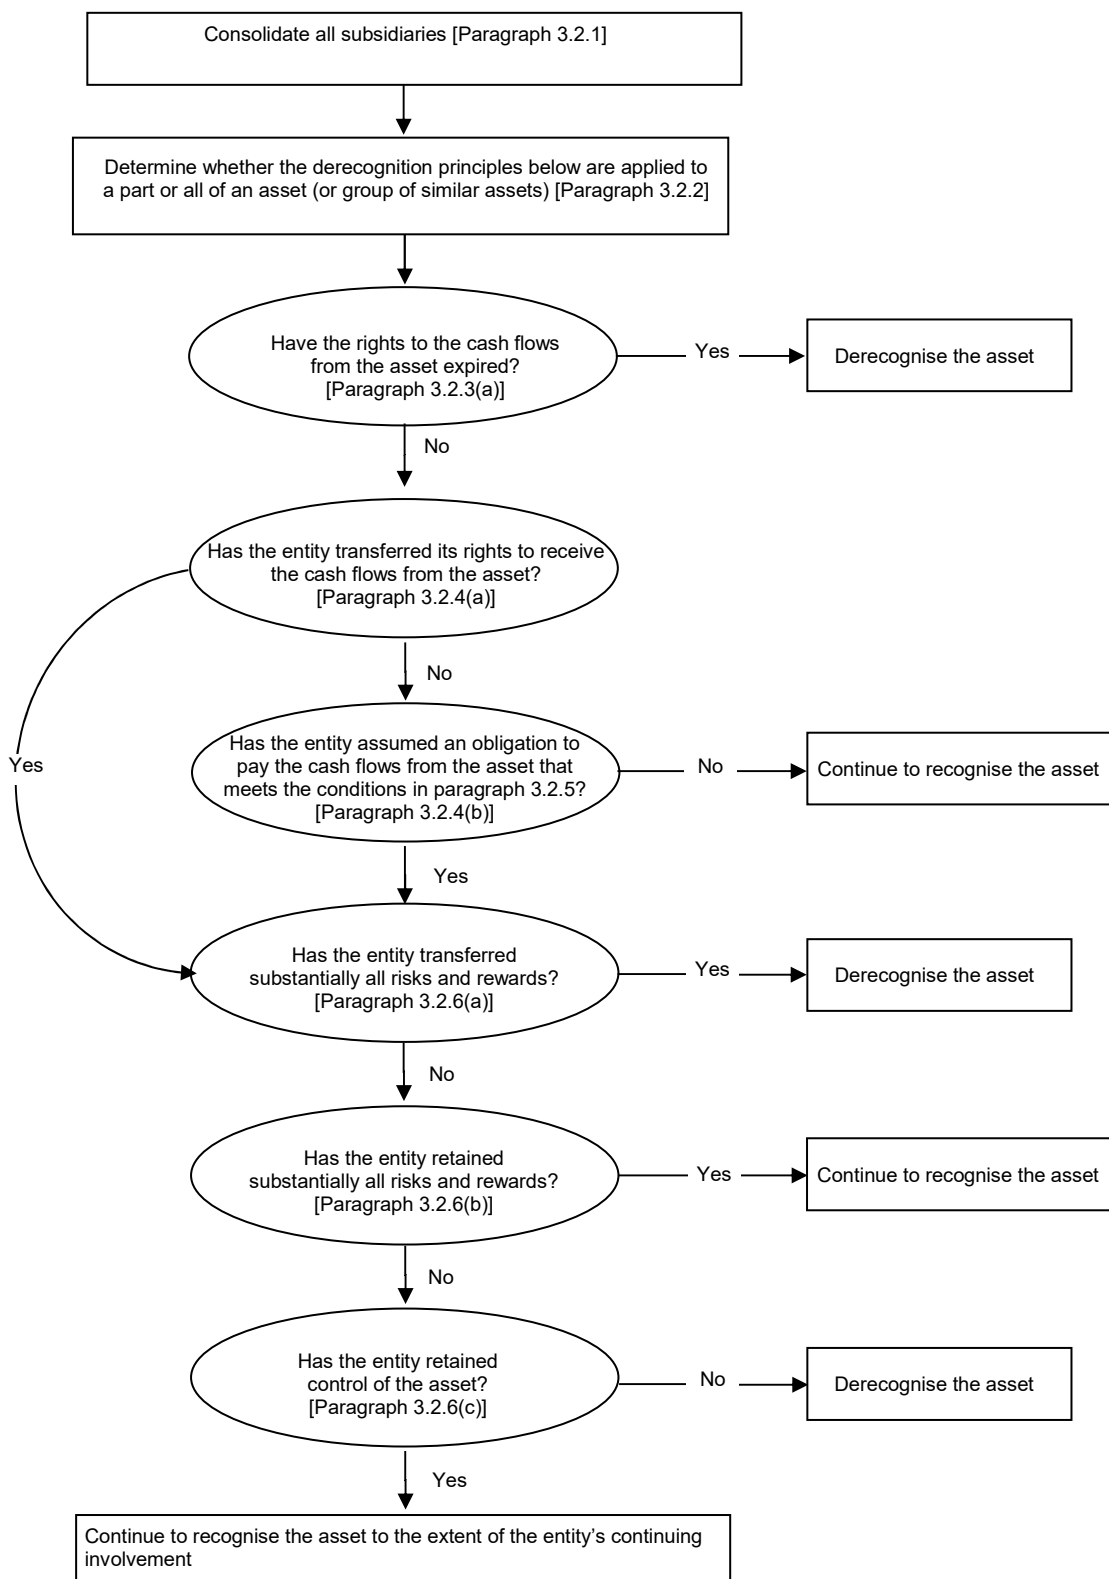 Consolidate all subsidiaries [Paragraph 3.2.1]
Determine whether the derecognition principles below are applied to
a part or all of an asset (or group of similar assets) [Paragraph 3.2.2]
Have the rights to the cash flows
from the asset expired?
[Paragraph 3.2.3(a)]
Yes
Derecognise the asset
No
Has the entity transferred its rights to receive
the cash flows from the asset?
[Paragraph 3.2.4(a)]
No
Yes
Has the entity assumed an obligation to
pay the cash flows from the asset that
meets the conditions in paragraph 3.2.5?
[Paragraph 3.2.4(b)]
No
Continue to recognise the asset
Yes
Has the entity transferred
substantially all risks and rewards?
[Paragraph 3.2.6(a)]
Yes
Derecognise the asset
No
Has the entity retained
substantially all risks and rewards?
[Paragraph 3.2.6(b)]
Yes
Continue to recognise the asset
No
Has the entity retained
control of the asset?
[Paragraph 3.2.6(c)]
No
Derecognise the asset
Yes
Continue to recognise the asset to the extent of the entity’s continuing
involvement